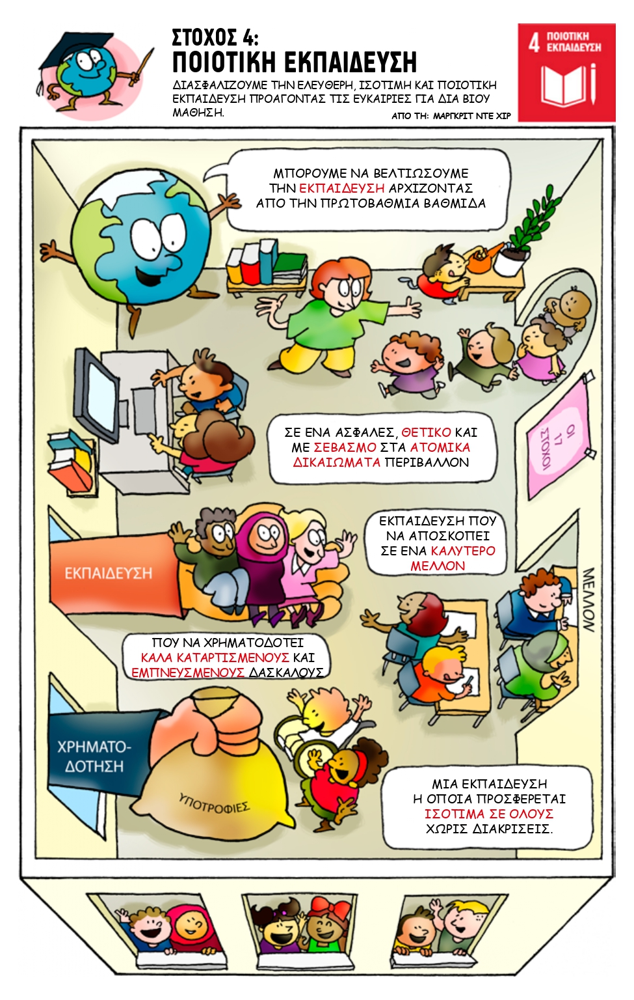 ΣΤΟΧΟΣ 4:
ΠΟΙΟΤΙΚΗ ΕΚΠΑΙΔΕΥΣΗ
ΔΙΑΣΦΑΛΙΖΟΥΜΕ ΤΗΝ ΕΛΕΥΘΕΡΗ, ΙΣΟΤΙΜΗ ΚΑΙ ΠΟΙΟΤΙΚΗ
ΕΚΠΑΙΔΕΥΣΗ ΠΡΟΑΓΟΝΤΑΣ ΤΙΣ ΕΥΚΑΙΡΙΕΣ ΓΙΑ ΔΙΑ ΒΙΟΥ
ΜΑΘΗΣΗ.
ΑΠΟ ΤΗ: ΜΑΡΓΚΡΙΤ ΝΤΕ ΧΙΡ
4 ΠΟΙΟΤΙΚΗ
ΕΚΠΑΙΔΕΥΣΗ
ΜΠΟΡΟΥΜΕ ΝΑ ΒΕΛΤΙΩΣΟΥΜΕ
ΤΗΝ ΕΚΠΑΙΔΕΥΣΗ ΑΡΧΙΖΟΝΤΑΣ
ΑΠΟ ΤΗΝ ΠΡΩΤΟΒΑΘΜΙΑ ΒΑΘΜΙΔΑ
ΣΕ ΕΝΑ ΑΣΦΑΛΕΣ, ΘΕΤΙΚΟ ΚΑΙ
ΜΕ ΣΕΒΑΣΜΟ ΣΤΑ ΑΤΟΜΙΚΑ
ΔΙΚΑΙΩΜΑΤΑ ΠΕΡΙΒΑΛΛΟΝ
ΟΙ
17
ΣΤΟΧΟΙ
ΕΚΠΑΙΔΕΥΣΗ ΠΟΥ
ΝΑ ΑΠΟΣΚΟΠΕΙ
ΣΕ ΕΝΑ ΚΑΛΥΤΕΡΟ
ΜΕΛΛΟΝ
ΕΚΠΑΙΔΕΥΣΗ
ΜΕΛΛΟΝ
ΠΟΥ ΝΑ ΧΡΗΜΑΤΟΔΟΤΕΙ
ΚΑΛΑ ΚΑΤΑΡΤΙΣΜΕΝΟΥΣ ΚΑΙ
ΕΜΠΝΕΥΣΜΕΝΟΥΣ ΔΑΣΚΑΛΟΥΣ
ΧΡΗΜΑΤΟ-
ΔΟΤΗΣΗ
ΥΠΟΤΡΟΦΙΕΣ
ΜΙΑ ΕΚΠΑΙΔΕΥΣΗ
Η ΟΠΟΙΑ ΠΡΟΣΦΕΡΕΤΑΙ
ΙΣΟΤΙΜΑ ΣΕ ΟΛΟΥΣ
ΧΩΡΙΣ ΔΙΑΚΡΙΣΕΙΣ.